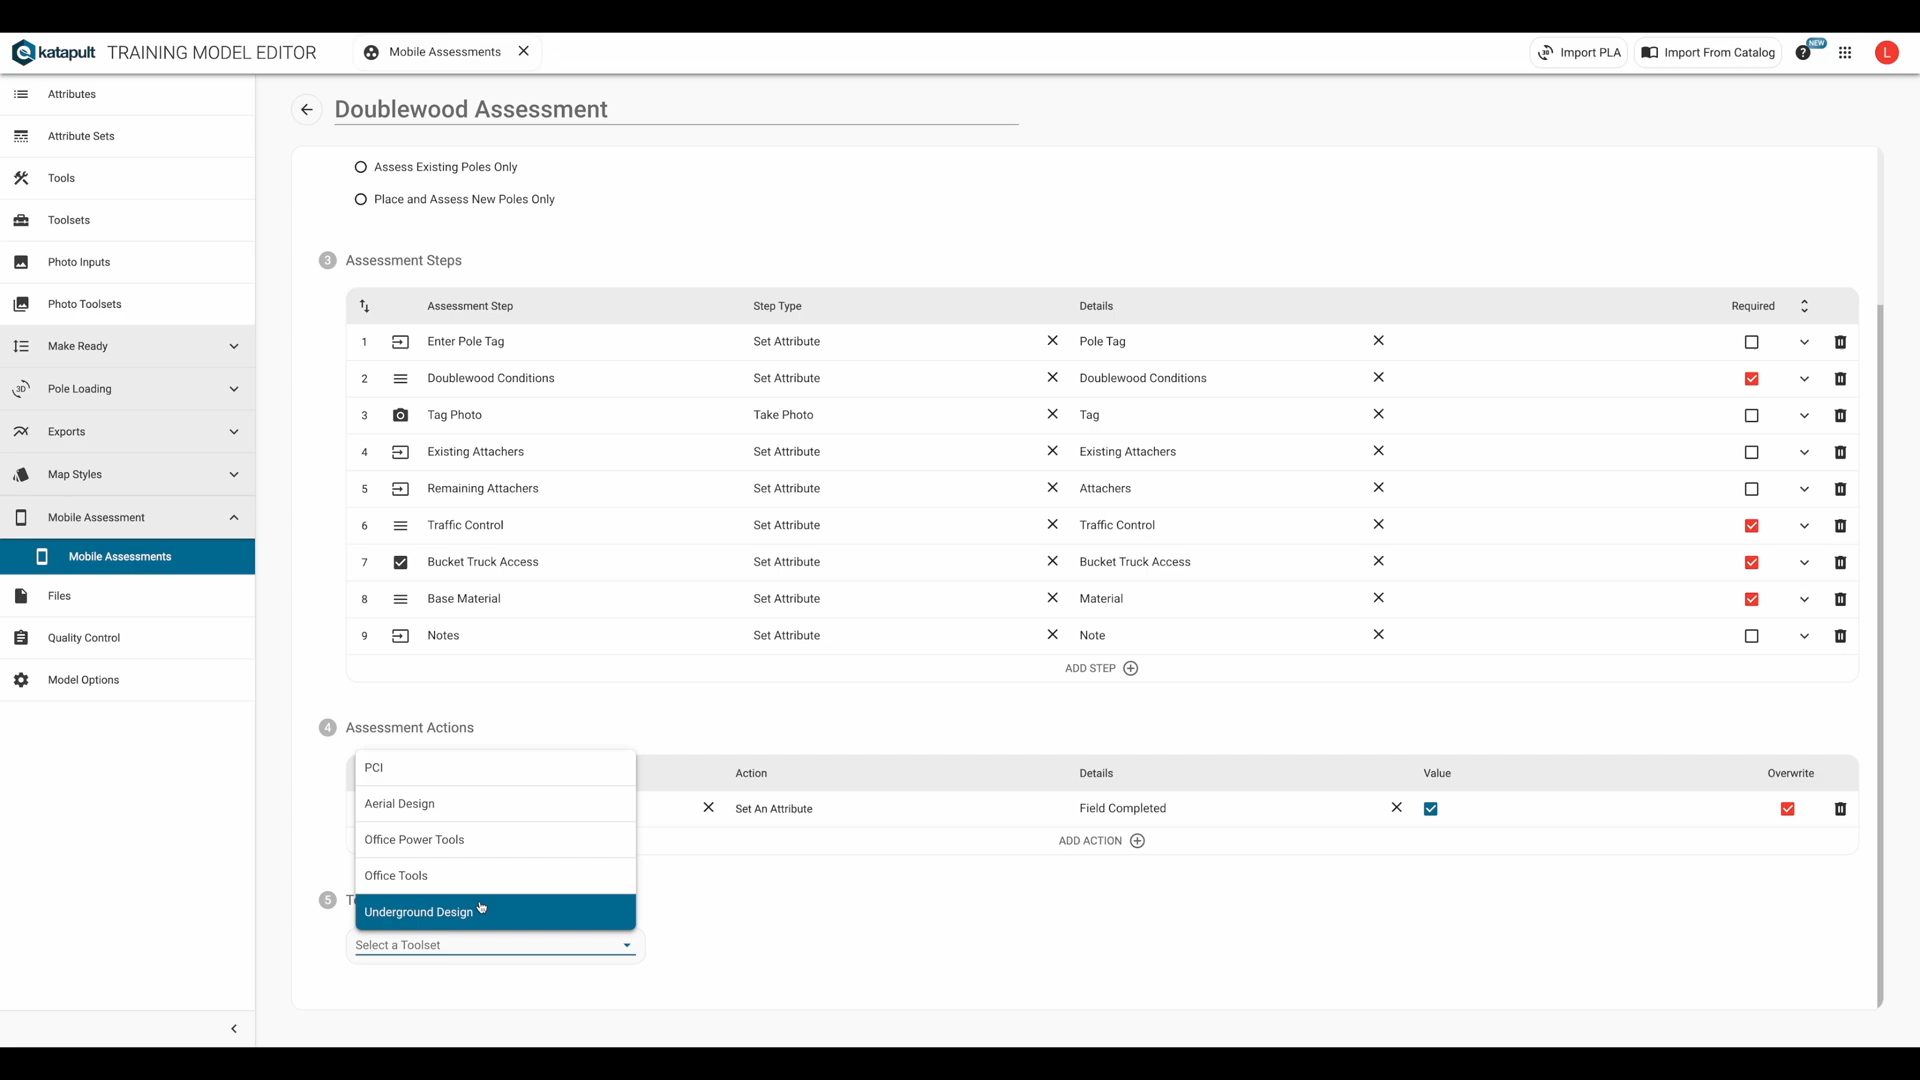 katapult TRAINING MODEL EDITOR
Mobile Assessments
Import PLA
Import From Catalog
NEW
L
Attributes
Attribute Sets
Tools
Toolsets
Photo Inputs
Photo Toolsets
Make Ready
3D Pole Loading
Exports
Map Styles
Mobile Assessment
Mobile Assessments
Files
Quality Control
Model Options
Doublewood Assessment
Assess Existing Poles Only
Place and Assess New Poles Only
3 Assessment Steps
Assessment Step Step Type Details Required
1 Enter Pole Tag Set Attribute Pole Tag
2 Doublewood Conditions Set Attribute Doublewood Conditions
3 Tag Photo Take Photo Tag
4 Existing Attachers Set Attribute Existing Attachers
5 Remaining Attachers Set Attribute Attachers
6 Traffic Control Set Attribute Traffic Control
7 Bucket Truck Access Set Attribute Bucket Truck Access
8 Base Material Set Attribute Material
9 Notes Set Attribute Note
ADD STEP
4 Assessment Actions
Action Details Value Overwrite
Set An Attribute Field Completed
ADD ACTION
PCI
Aerial Design
Office Power Tools
Office Tools
Underground Design
5
Select a Toolset